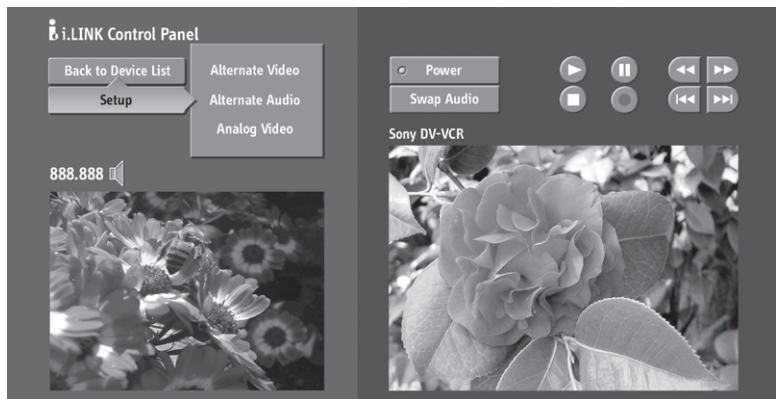 i.LINK Control Panel
Back to Device List
Setup
Alternate Video
Alternate Audio
Analog Video
888.888
Power
Swap Audio
Sony DV-VCR